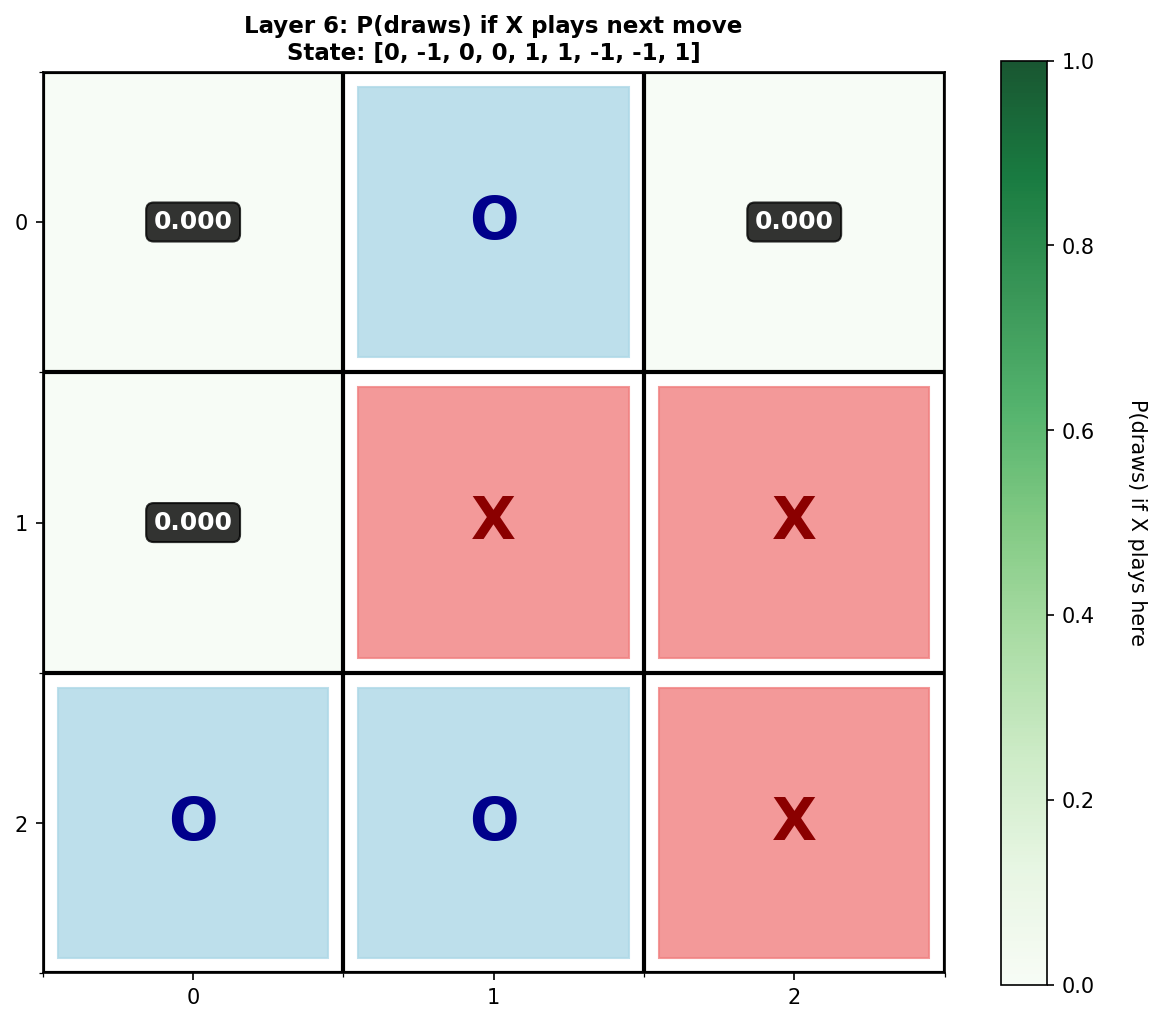 Layer 6: P(draws) if X plays next move
State: [0, -1, 0, 0, 1, 1, -1, -1, 1]
0.000
O
0.000
0.000
X
X
O
O
X
0
1
2
0
1
2
1.0
0.8
0.6
0.4
0.2
0.0
P(draws) if X plays here